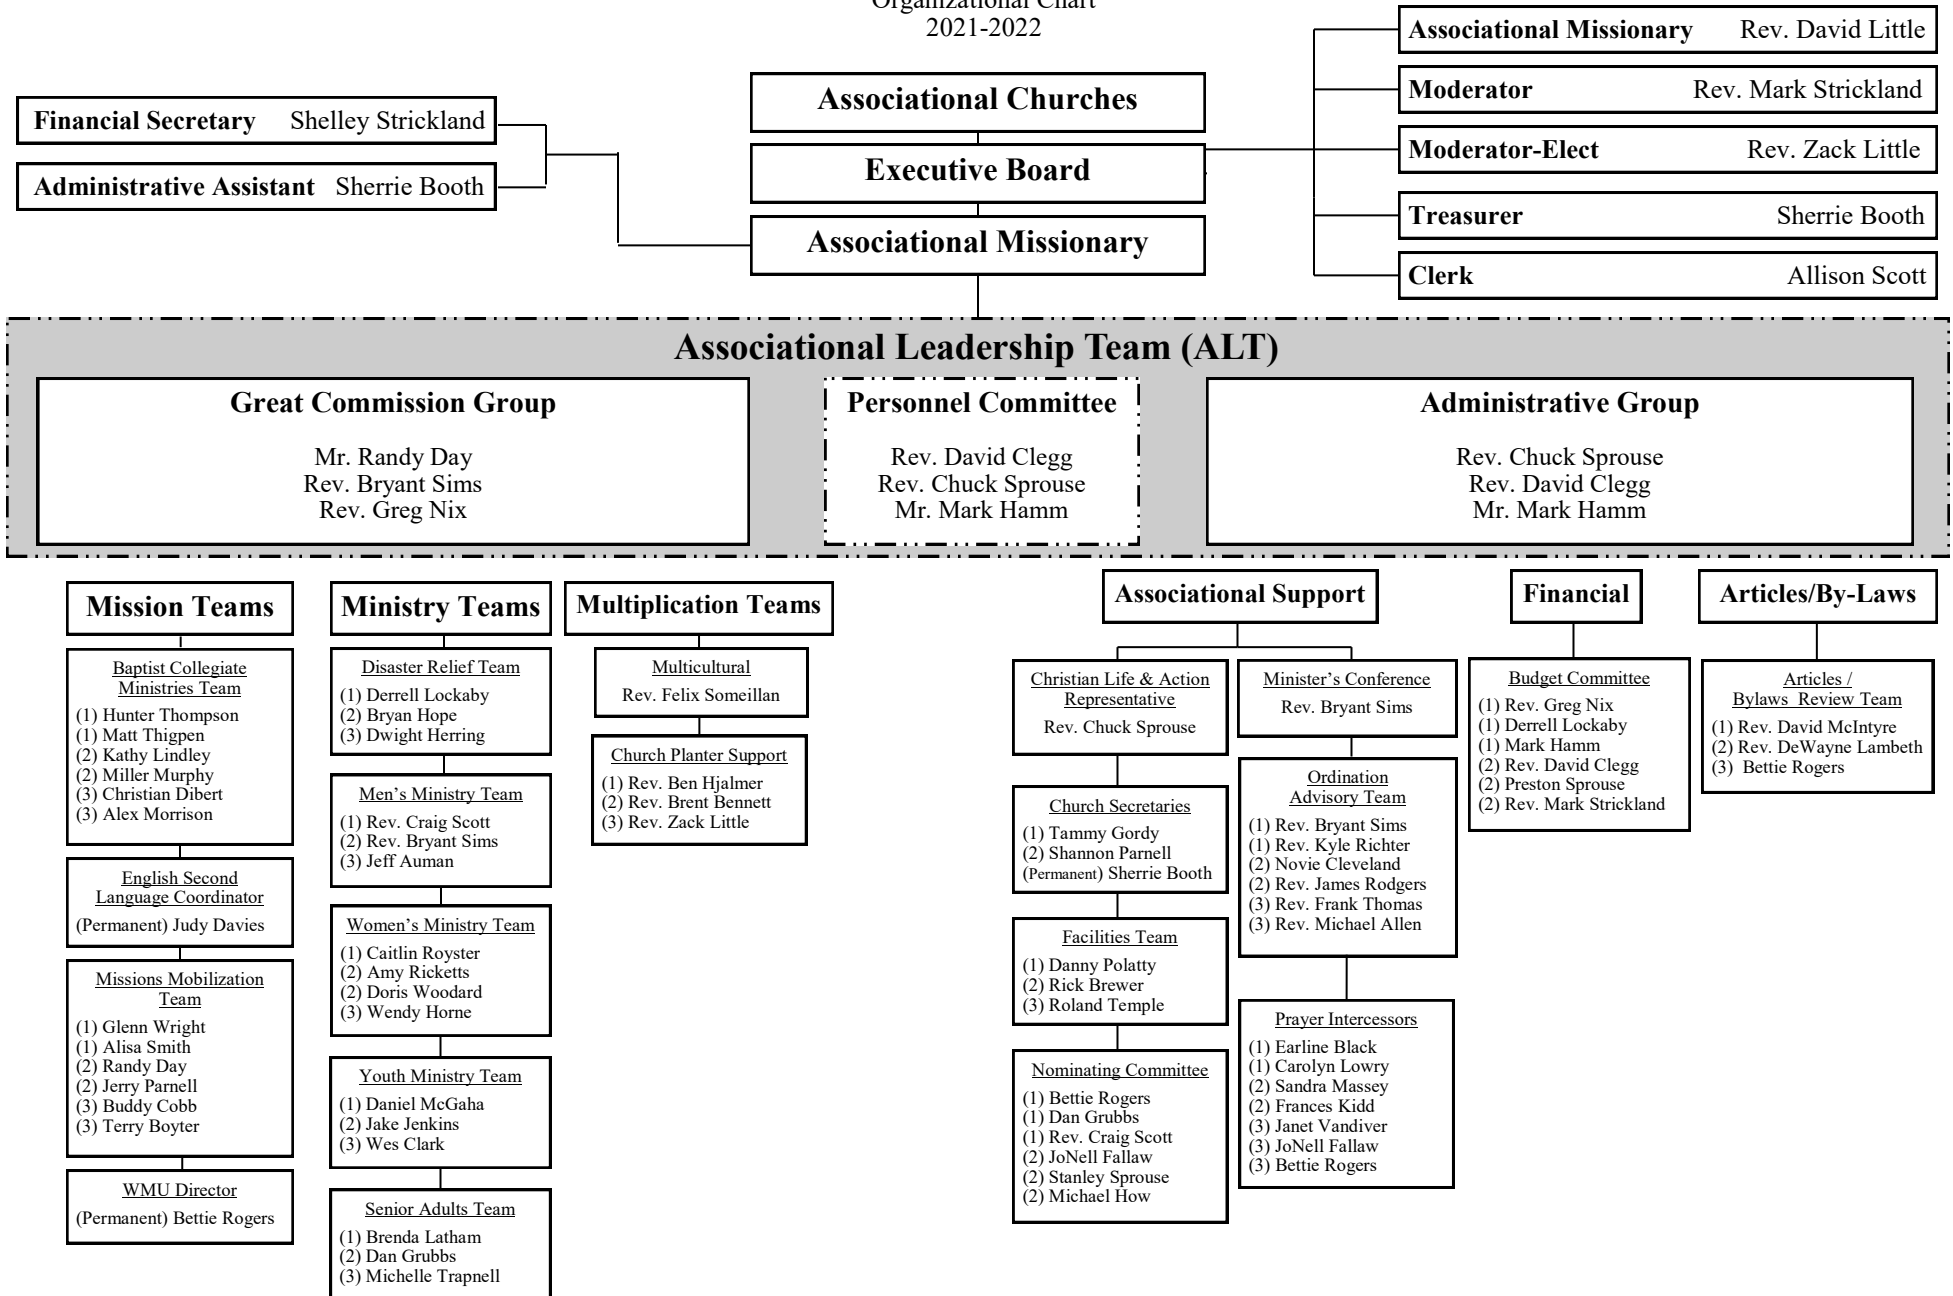 Organizational Chart
2021-2022
Financial Secretary Shelley Strickland
Administrative Assistant Sherrie Booth
Associational Churches
Executive Board
Associational Missionary
Associational Missionary Rev. David Little
Moderator Rev. Mark Strickland
Moderator-Elect Rev. Zack Little
Treasurer Sherrie Booth
Clerk Allison Scott
Associational Leadership Team (ALT)
Great Commission Group
Mr. Randy Day
Rev. Bryant Sims
Rev. Greg Nix
Personnel Committee
Rev. David Clegg
Rev. Chuck Sprouse
Mr. Mark Hamm
Administrative Group
Rev. Chuck Sprouse
Rev. David Clegg
Mr. Mark Hamm
Mission Teams
Baptist Collegiate
Ministries Team
(1) Hunter Thompson
(1) Matt Thigpen
(2) Kathy Lindley
(2) Miller Murphy
(3) Christian Dibert
(3) Alex Morrison
English Second
Language Coordinator
(Permanent) Judy Davies
Missions Mobilization
Team
(1) Glenn Wright
(1) Alisa Smith
(2) Randy Day
(2) Jerry Parnell
(3) Buddy Cobb
(3) Terry Boyter
WMU Director
(Permanent) Bettie Rogers
Ministry Teams
Disaster Relief Team
(1) Derrell Lockaby
(2) Bryan Hope
(3) Dwight Herring
Men’s Ministry Team
(1) Rev. Craig Scott
(2) Rev. Bryant Sims
(3) Jeff Auman
Women’s Ministry Team
(1) Caitlin Royster
(2) Amy Ricketts
(2) Doris Woodard
(3) Wendy Horne
Youth Ministry Team
(1) Daniel McGaha
(2) Jake Jenkins
(3) Wes Clark
Senior Adults Team
(1) Brenda Latham
(2) Dan Grubbs
(3) Michelle Trapnell
Multiplication Teams
Multicultural
Rev. Felix Someillan
Church Planter Support
(1) Rev. Ben Hjalmer
(2) Rev. Brent Bennett
(3) Rev. Zack Little
Associational Support
Christian Life & Action
Representative
Rev. Chuck Sprouse
Church Secretaries
(1) Tammy Gordy
(2) Shannon Parnell
(Permanent) Sherrie Booth
Facilities Team
(1) Danny Polatty
(2) Rick Brewer
(3) Roland Temple
Nominating Committee
(1) Bettie Rogers
(1) Dan Grubbs
(1) Rev. Craig Scott
(2) JoNell Fallaw
(2) Stanley Sprouse
(2) Michael How
Minister’s Conference
Rev. Bryant Sims
Ordination
Advisory Team
(1) Rev. Bryant Sims
(1) Rev. Kyle Richter
(2) Novie Cleveland
(2) Rev. James Rodgers
(3) Rev. Frank Thomas
(3) Rev. Michael Allen
Prayer Intercessors
(1) Earline Black
(1) Carolyn Lowry
(2) Sandra Massey
(2) Frances Kidd
(3) Janet Vandiver
(3) JoNell Fallaw
(3) Bettie Rogers
Financial
Budget Committee
(1) Rev. Greg Nix
(1) Derrell Lockaby
(1) Mark Hamm
(2) Rev. David Clegg
(2) Preston Sprouse
(2) Rev. Mark Strickland
Articles/By-Laws
Articles /
Bylaws Review Team
(1) Rev. David McIntyre
(2) Rev. DeWayne Lambeth
(3) Bettie Rogers